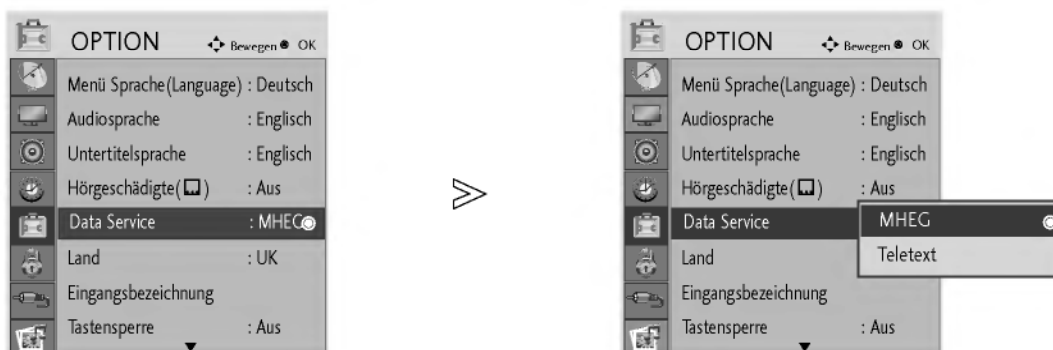 OPTION Bewegen OK
Menü Sprache(Language) : Deutsch
Audiosprache : Englisch
Untertitelsprache : Englisch
Hörgeschädigte( ) : Aus
Data Service : MHEG
Land : UK
Eingangsbezeichnung
Tastensperre : Aus
OPTION Bewegen OK
Menü Sprache(Language) : Deutsch
Audiosprache : Englisch
Untertitelsprache : Englisch
Hörgeschädigte( ) : Aus
Data Service MHEG
Land Teletext
Eingangsbezeichnung
Tastensperre : Aus